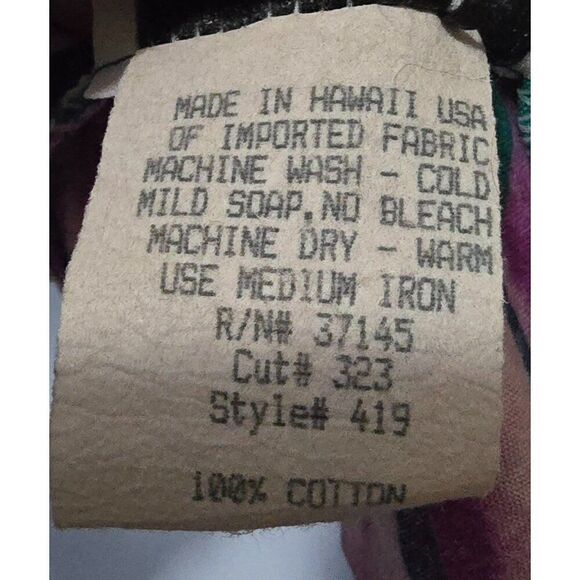 MADE IN HAWAII USA
OF IMPORTED FABRIC
MACHINE WASH - COLD
MILD SOAP, NO BLEACH
MACHINE DRY - WARM
USE MEDIUM IRON
R/N# 37145
Cut# 323
Style# 419
100% COTTON